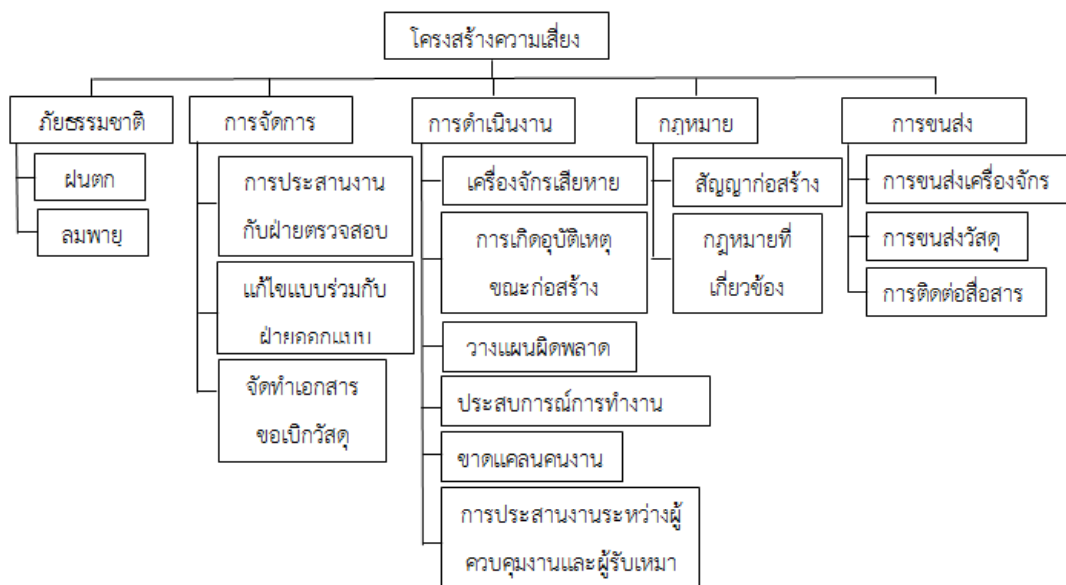 โครงสร้างความเสี่ยง
ภัยธรรมชาติ
ฝนตก
ลมพายุ
การจัดการ
การประสานงาน
กับฝ่ายตรวจสอบ
แก้ไขแบบร่วมกับ
ฝ่ายออกแบบ
จัดทำเอกสาร
ขอเบิกวัสดุ
การดำเนินงาน
เครื่องจักรเสียหาย
การเกิดอุบัติเหตุ
ขณะก่อสร้าง
วางแผนผิดพลาด
ประสบการณ์การทำงาน
ขาดแคลนคนงาน
การประสานงานระหว่างผู้
ควบคุมงานและผู้รับเหมา
กฎหมาย
สัญญาก่อสร้าง
กฎหมายที่
เกี่ยวข้อง
การขนส่ง
การขนส่งเครื่องจักร
การขนส่งวัสดุ
การติดต่อสื่อสาร